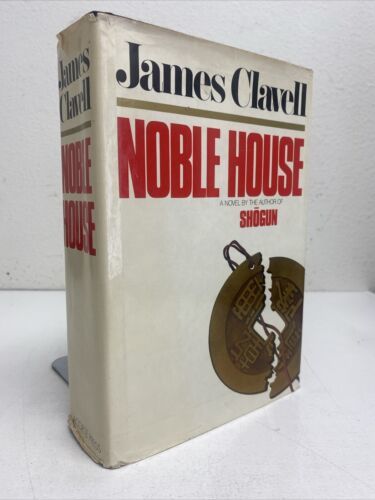 James
Clavell
NOBLE
HOUSE
James Clavell
NOBLE HOUSE
A NOVEL BY THE AUTHOR OF
SHŌGUN